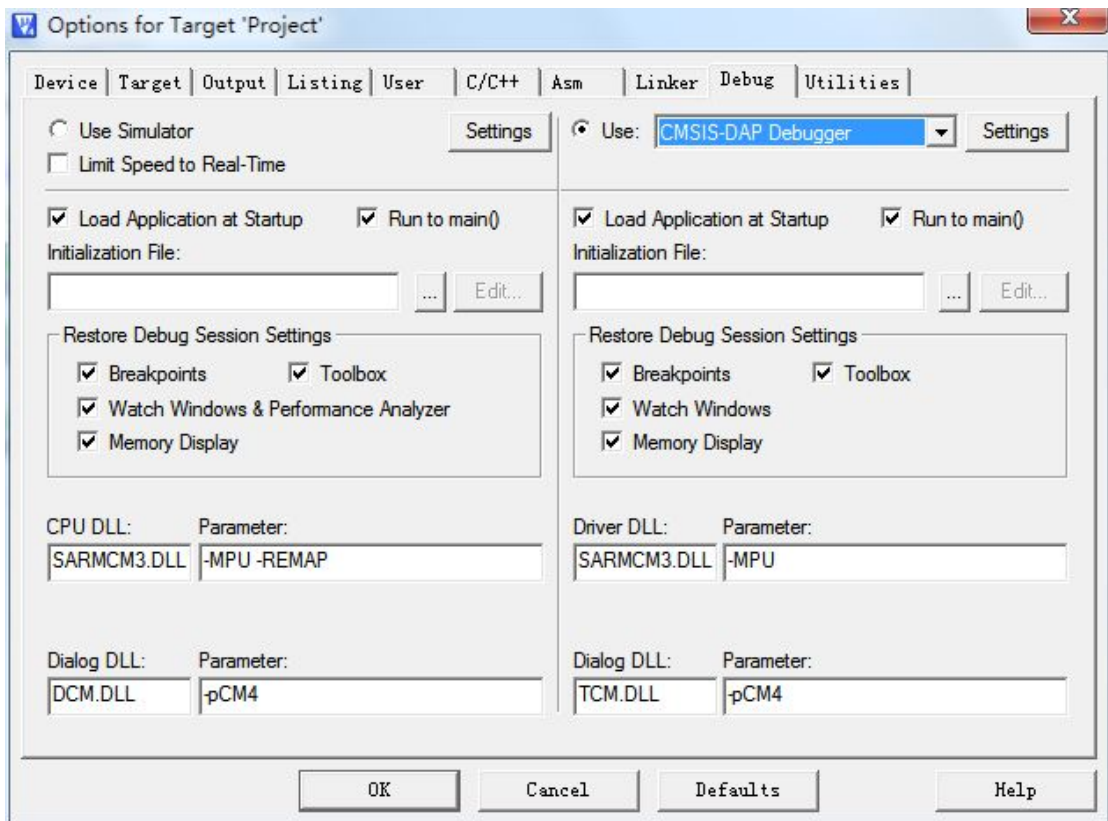 Options for Target 'Project'
Device Target Output Listing User C/C++ Asm Linker Debug Utilities
Use Simulator Settings
Limit Speed to Real-Time
Use: CMSIS-DAP Debugger Settings
Load Application at Startup Run to main()
Initialization File:
... Edit...
Restore Debug Session Settings
Breakpoints Toolbox
Watch Windows & Performance Analyzer
Memory Display
CPU DLL: Parameter:
SARMCM3.DLL -MPU -REMAP
Dialog DLL: Parameter:
DCM.DLL -pCM4
Load Application at Startup Run to main()
Initialization File:
... Edit...
Restore Debug Session Settings
Breakpoints Toolbox
Watch Windows
Memory Display
Driver DLL: Parameter:
SARMCM3.DLL -MPU
Dialog DLL: Parameter:
TCM.DLL -pCM4
OK Cancel Defaults Help